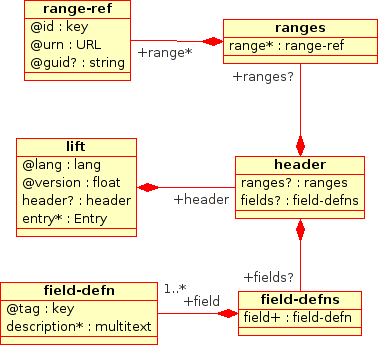 range-ref
@id : key
@urn : URL
@guid? : string
+range*
ranges
range* : range-ref
+ranges?
lift
@lang : lang
@version : float
header? : header
entry* : Entry
+header
header
ranges? : ranges
fields? : field-defns
+fields?
field-defn
@tag : key
description* : multitext
1..*
+field
field-defns
field+ : field-defn